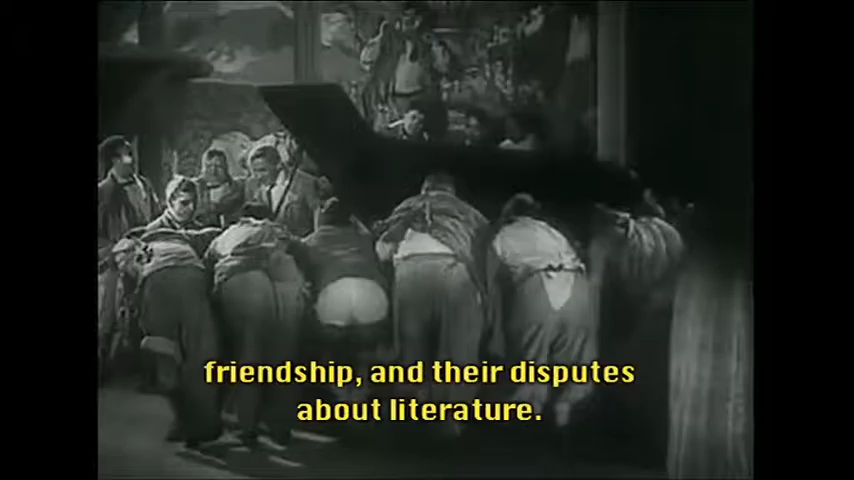 friendship, and their disputes
about literature.